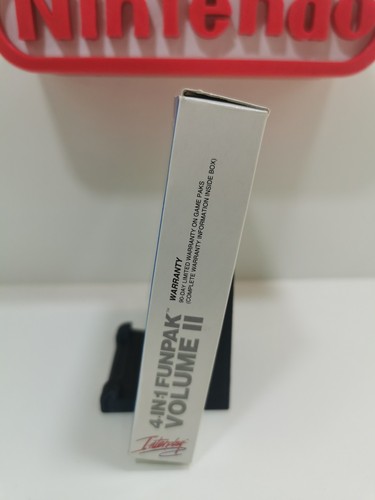 Nintendo
WARRANTY
90-DAY LIMITED WARRANTY ON GAME PAKS
(COMPLETE WARRANTY INFORMATION INSIDE BOX)
4-IN-1 FUNPAK™
VOLUME II
Interplay